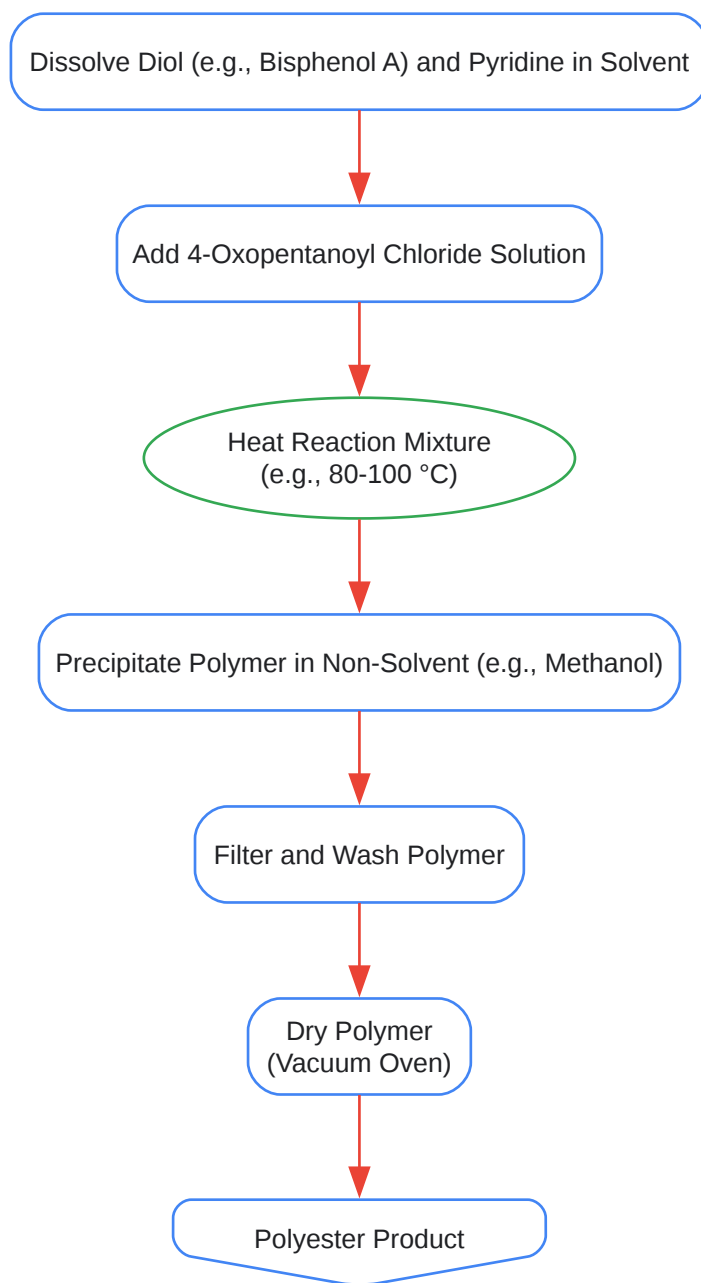 Dissolve Diol (e.g., Bisphenol A) and Pyridine in Solvent
Add 4-Oxopentanoyl Chloride Solution
Heat Reaction Mixture
(e.g., 80-100 °C)
Precipitate Polymer in Non-Solvent (e.g., Methanol)
Filter and Wash Polymer
Dry Polymer
(Vacuum Oven)
Polyester Product